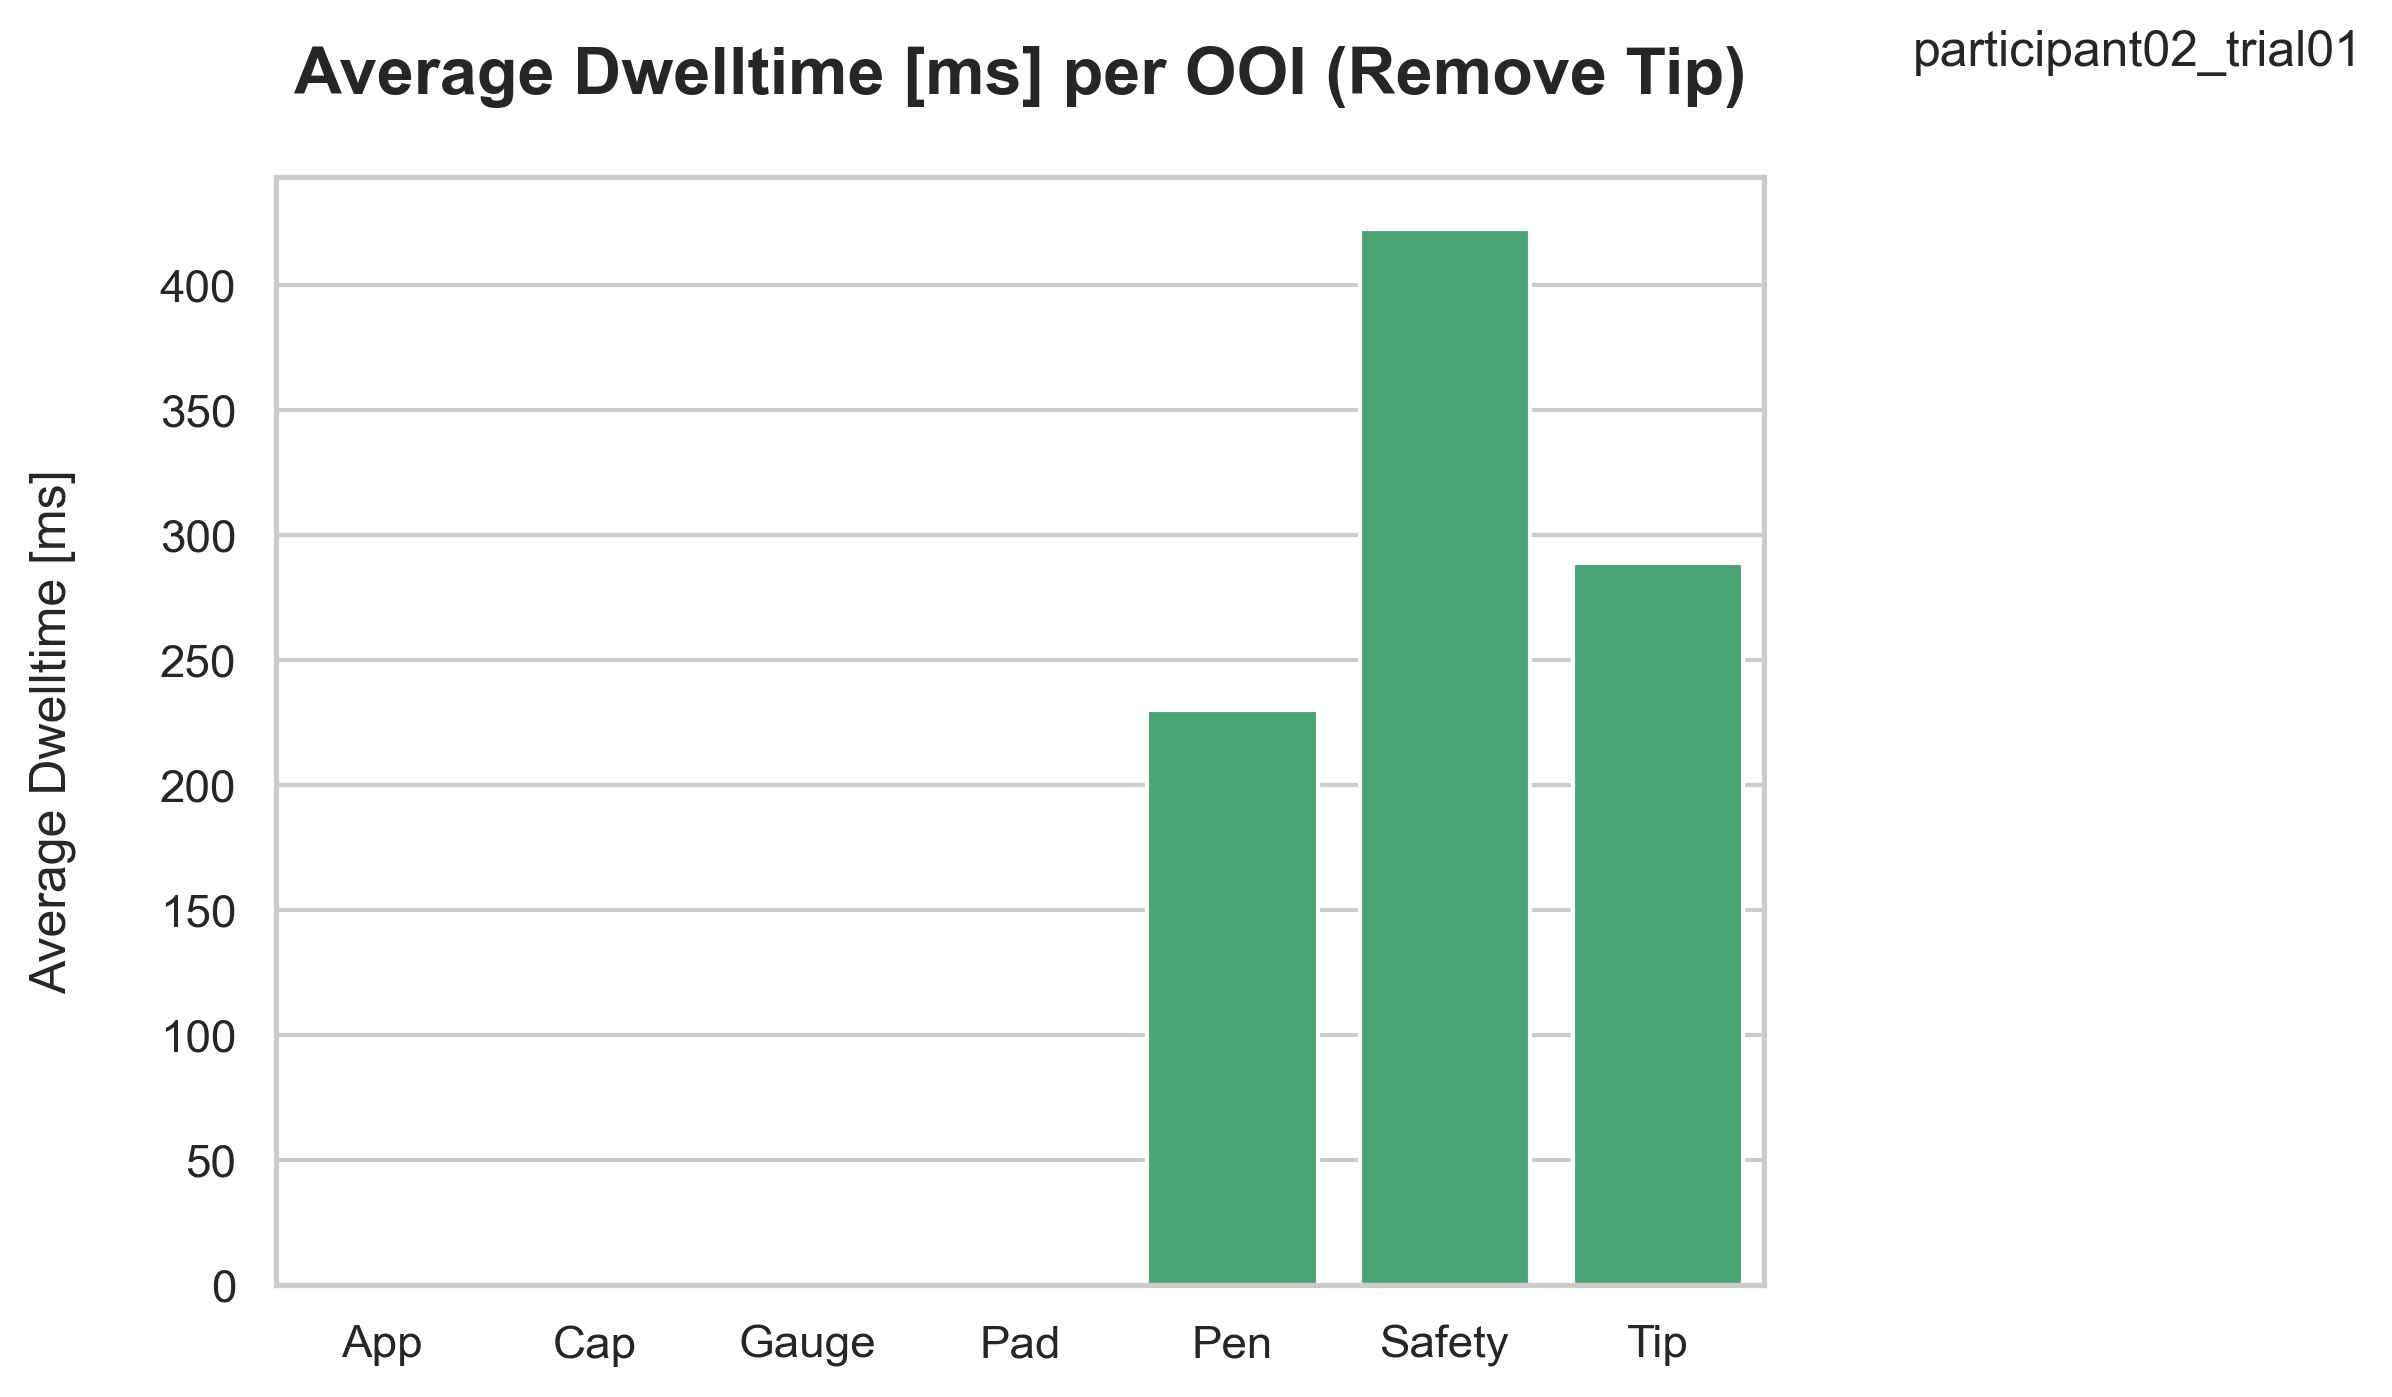 participant02_trial01
Average Dwelltime [ms] per OOI (Remove Tip)
Average Dwelltime [ms]
400
350
300
250
200
150
100
50
0
App Cap Gauge Pad Pen Safety Tip